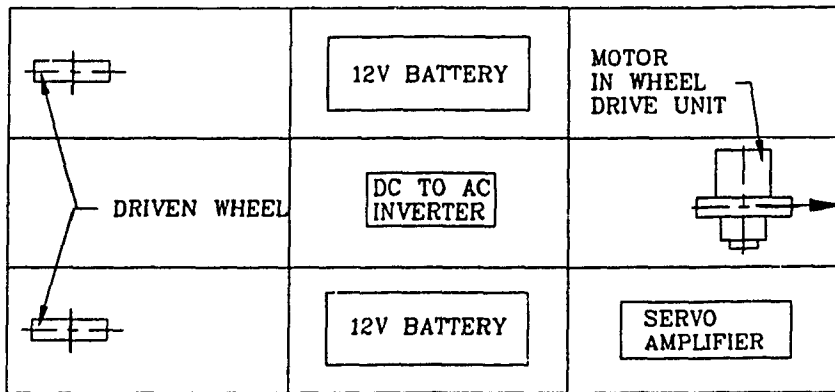 12V BATTERY
MOTOR
IN WHEEL
DRIVE UNIT
DRIVEN WHEEL
DC TO AC
INVERTER
12V BATTERY
SERVO
AMPLIFIER